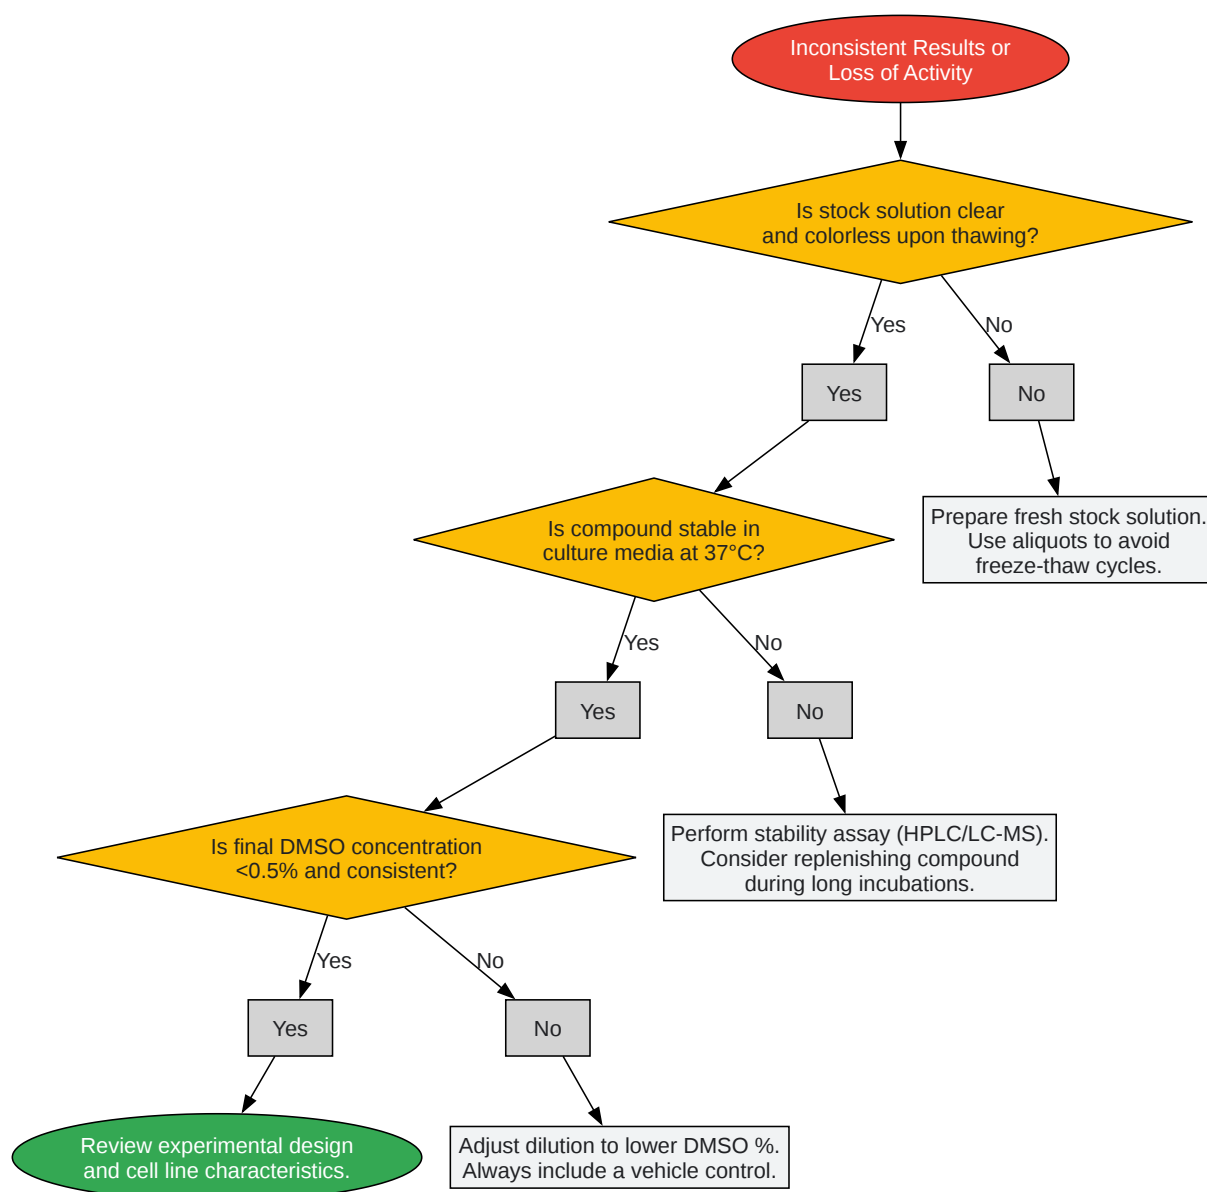 Inconsistent Results or
Loss of Activity
Is stock solution clear
and colorless upon thawing?
Yes
No
Yes
No
Prepare fresh stock solution.
Use aliquots to avoid
freeze-thaw cycles.
Is compound stable in
culture media at 37°C?
Yes
No
Yes
No
Perform stability assay (HPLC/LC-MS).
Consider replenishing compound
during long incubations.
Is final DMSO concentration
<0.5% and consistent?
Yes
No
Yes
No
Review experimental design
and cell line characteristics.
Adjust dilution to lower DMSO %.
Always include a vehicle control.